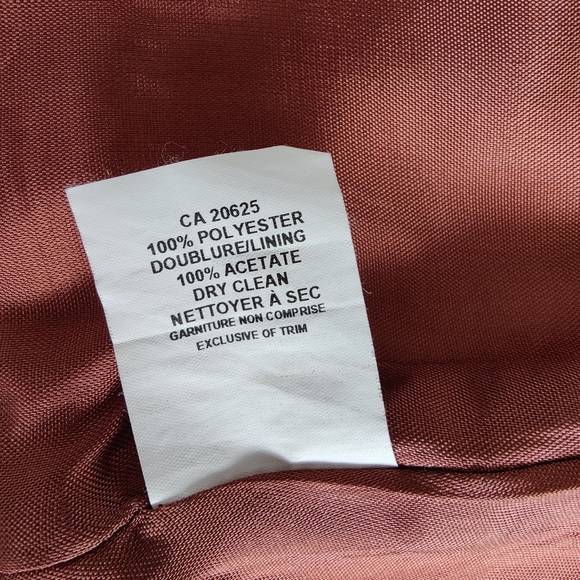 CA 20625
100% POLYESTER
DOUBLURE/LINING
100% ACETATE
DRY CLEAN
NETTOYER À SEC
GARNITURE NON COMPRISE
EXCLUSIVE OF TRIM